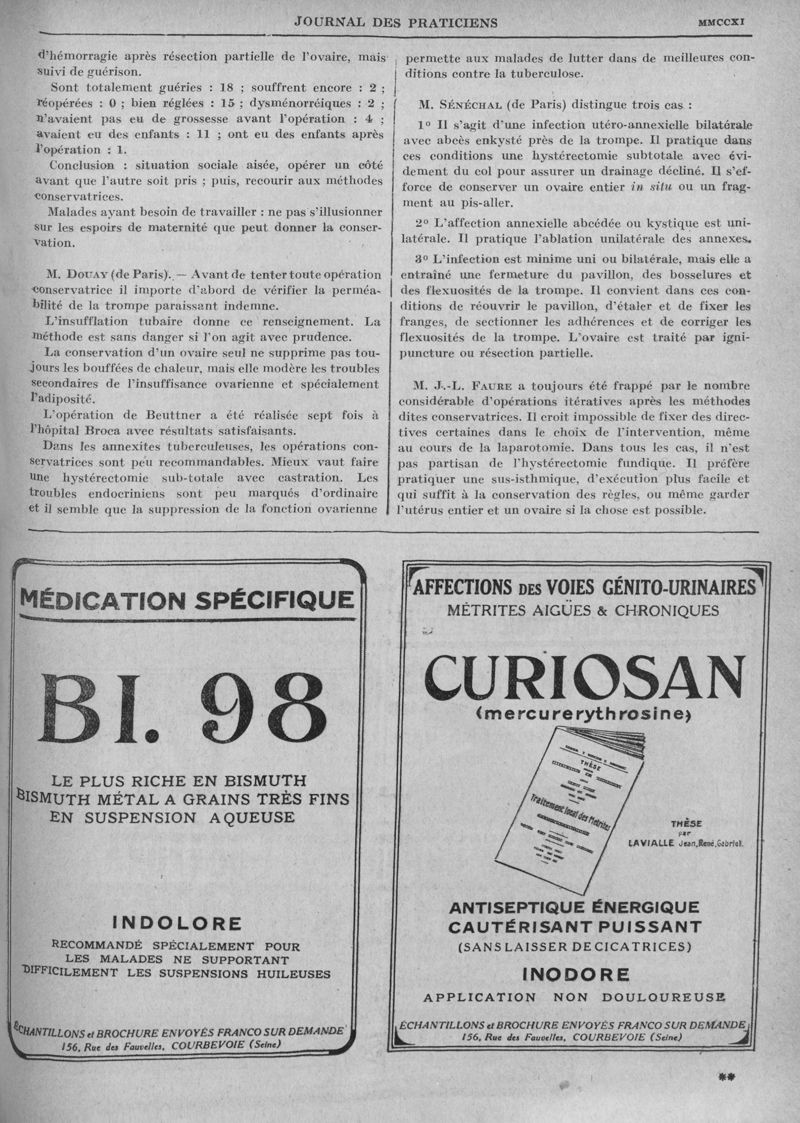 JOURNAL DES PRATICIENS
MMCCXI
d'hémorragie après résection partielle de l'ovaire, mais
suivi de guérison.
Sont totalement guéries : 18 ; souffrent encore : 2 ;
réopérées : 0 ; bien réglées : 15 ; dysménorréiques : 2 ;
n'avaient pas eu de grossesse avant l'opération : 4 ;
avaient eu des enfants : 11 ; ont eu des enfants après
l'opération : 1.
Conclusion : situation sociale aisée, opérer un côté
avant que l'autre soit pris ; puis, recourir aux méthodes
conservatrices.
Malades ayant besoin de travailler : ne pas s'illusionner
sur les espoirs de maternité que peut donner la conser-
vation.
M. DOUAY (de Paris). — Avant de tenter toute opération
conservatrice il importe d'abord de vérifier la perméa-
bilité de la trompe paraissant indemne.
L'insufflation tubaire donne ce renseignement. La
méthode est sans danger si l'on agit avec prudence.
La conservation d'un ovaire seul ne supprime pas tou-
jours les bouffées de chaleur, mais elle modère les troubles
secondaires de l'insuffisance ovarienne et spécialement
l'adiposité.
L'opération de Beuttner a été réalisée sept fois à
l'hôpital Broca avec résultats satisfaisants.
Dans les annexites tuberculeuses, les opérations con-
servatrices sont peu recommandables. Mieux vaut faire
une hystérectomie sub-totale avec castration. Les
troubles endocriniens sont peu marqués d'ordinaire
et il semble que la suppression de la fonction ovarienne
permette aux malades de lutter dans de meilleures con-
ditions contre la tuberculose.
M. SÉNÉCHAL (de Paris) distingue trois cas :
1° Il s'agit d'une infection utéro-annexielle bilatérale
avec abcès enkysté près de la trompe. Il pratique dans
ces conditions une hystérectomie subtotale avec évi-
dement du col pour assurer un drainage décliné. Il s'ef-
force de conserver un ovaire entier in situ ou un frag-
ment au pis-aller.
2° L'affection annexielle abcédée ou kystique est uni-
latérale. Il pratique l'ablation unilatérale des annexes.
3° L'infection est minime uni ou bilatérale, mais elle a
entraîné une fermeture du pavillon, des bosselures et
des flexuosités de la trompe. Il convient dans ces con-
ditions de réouvrir le pavillon, d'étaler et de fixer les
franges, de sectionner les adhérences et de corriger les
flexuosités de la trompe. L'ovaire est traité par igni-
puncture ou résection partielle.
M. J.-L. FAURE a toujours été frappé par le nombre
considérable d'opérations itératives après les méthodes
dites conservatrices. Il croit impossible de fixer des direc-
tives certaines dans le choix de l'intervention, même
au cours de la laparotomie. Dans tous les cas, il n'est
pas partisan de l'hystérectomie fundique. Il préfère
pratiquer une sus-isthmique, d'exécution plus facile et
qui suffit à la conservation des règles, ou même garder
l'utérus entier et un ovaire si la chose est possible.
MÉDICATION SPÉCIFIQUE
BI. 98
LE PLUS RICHE EN BISMUTH
BISMUTH MÉTAL A GRAINS TRÈS FINS
EN SUSPENSION AQUEUSE
INDOLORE
RECOMMANDÉ SPÉCIALEMENT POUR
LES MALADES NE SUPPORTANT
DIFFICILEMENT LES SUSPENSIONS HUILEUSES
ÉCHANTILLONS et BROCHURE ENVOYÉS FRANCO SUR DEMANDE
156, Rue des Fauvelles, COURBEVOIE (Seine)
AFFECTIONS DES VOIES GÉNITO-URINAIRES
MÉTRITES AIGÜES & CHRONIQUES
CURIOSAN
(mercurerythrosine)
THÈSE
Traitement local des Metrites
THÈSE
par
LAVIALLE Jean, René, Gabriel.
ANTISEPTIQUE ÉNERGIQUE
CAUTÉRISANT PUISSANT
(SANS LAISSER DE CICATRICES)
INODORE
APPLICATION NON DOULOUREUSE
ÉCHANTILLONS et BROCHURE ENVOYÉS FRANCO SUR DEMANDE
156, Rue des Fauvelles, COURBEVOIE (Seine)
**